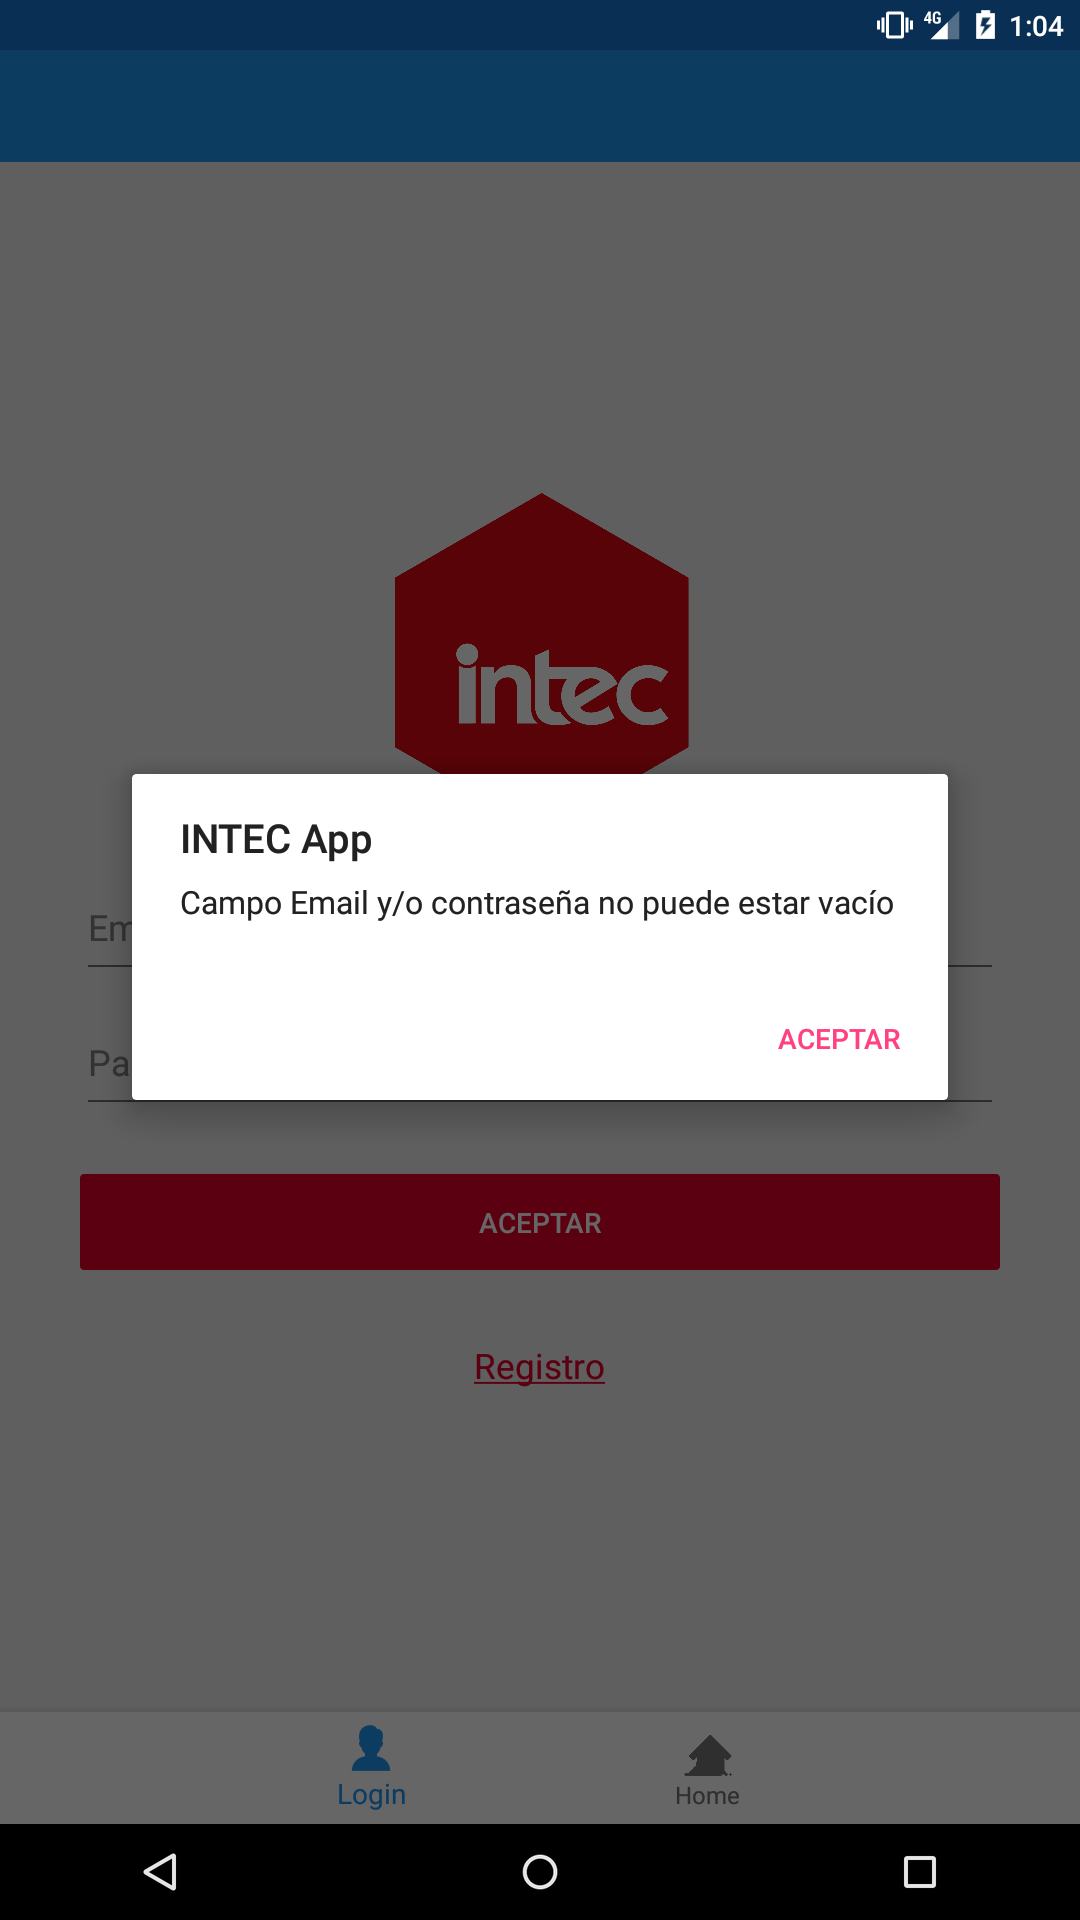 4G 1:04
intec
INTEC App
Campo Email y/o contraseña no puede estar vacío
Em
Pa
ACEPTAR
ACEPTAR
Registro
Login
Home